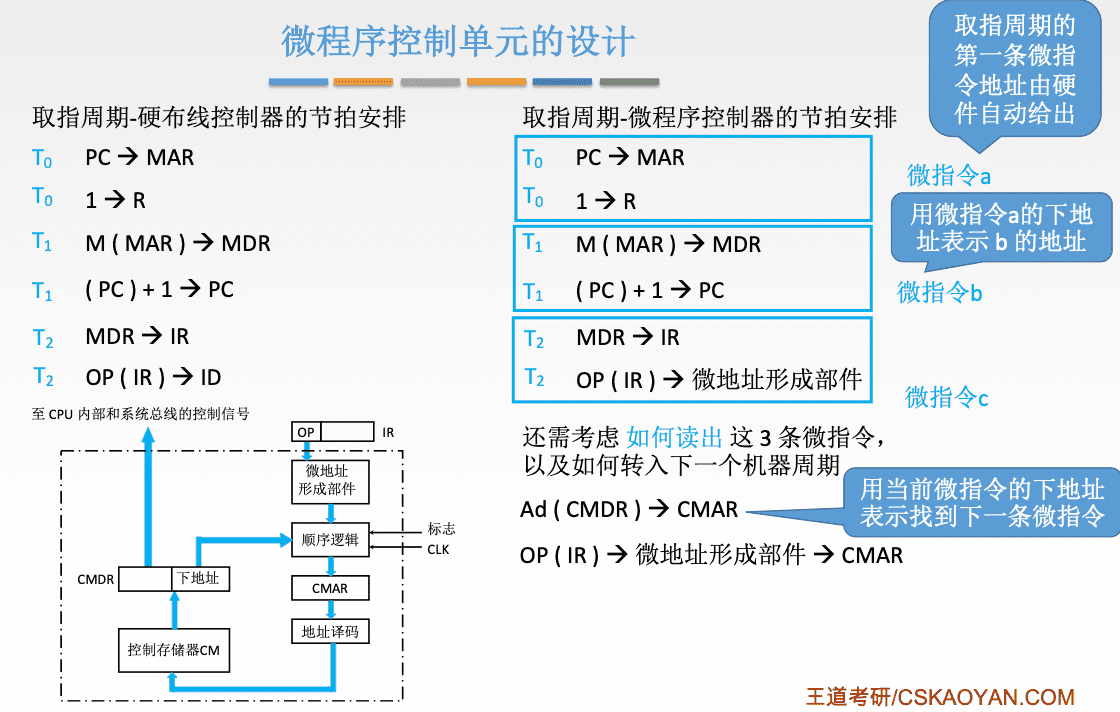 微程序控制单元的设计
取指周期的
第一条微指
令地址由硬
件自动给出
取指周期-硬布线控制器的节拍安排
T0 PC → MAR
T0 1 → R
T1 M ( MAR ) → MDR
T1 ( PC ) + 1 → PC
T2 MDR → IR
T2 OP ( IR ) → ID
取指周期-微程序控制器的节拍安排
T0 PC → MAR
T0 1 → R
微指令a
用微指令a的下地
址表示 b 的地址
T1 M ( MAR ) → MDR
T1 ( PC ) + 1 → PC
微指令b
T2 MDR → IR
T2 OP ( IR ) → 微地址形成部件
微指令c
至 CPU 内部和系统总线的控制信号
OP IR
微地址
形成部件
顺序逻辑
标志
CLK
CMDR 下地址
CMAR
地址译码
控制存储器CM
还需考虑 如何读出 这 3 条微指令，
以及如何转入下一个机器周期
Ad ( CMDR ) → CMAR
用当前微指令的下地址
表示找到下一条微指令
OP ( IR ) → 微地址形成部件 → CMAR
王道考研/CSKAOYAN.COM